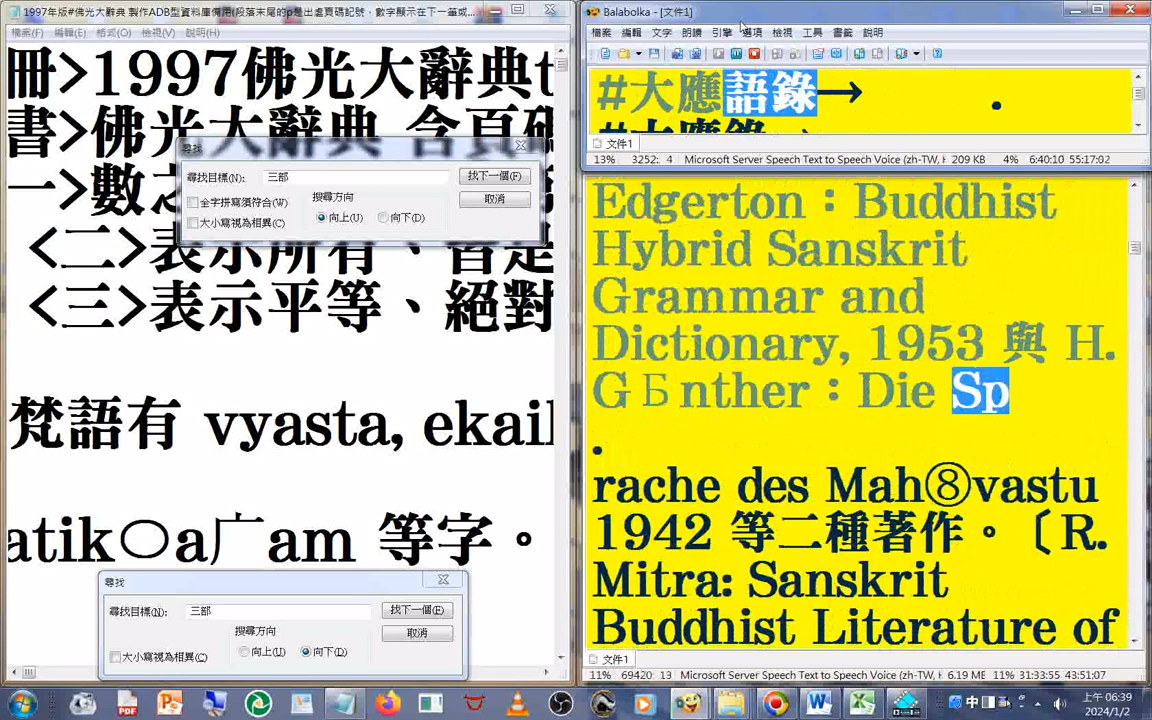 1997年版#佛光大辭典 製作ADB型資料庫備用(段落末尾的p是出處頁碼記號、數字顯示在下一筆或...
檔案(F) 編輯(E) 格式(O) 檢視(V) 說明(H)
冊>1997佛光大辭典t
書>佛光大辭典 含頁碼
一>數之
<二>表示所有、皆是
<三>表示平等、絕對
梵語有 vyasta, ekaik
atik○a广am 等字。
尋找
尋找目標(N): 三部
找下一個(F)
全字拼寫須符合(W)
搜尋方向
取消
大小寫視為相異(C)
向上(U) 向下(D)
尋找
尋找目標(N): 三部
找下一個(F)
搜尋方向
取消
大小寫視為相異(C)
向上(U) 向下(D)
Balabolka - [文件1]
檔案 編輯 文字 朗讀 引擎 選項 檢視 工具 書籤 說明
#大應語錄→ .
#大應錄→
文件1
13% 3252: 4 Microsoft Server Speech Text to Speech Voice (zh-TW, H 209 KB 4% 6:40:10 55:17:02
Edgerton：Buddhist
Hybrid Sanskrit
Grammar and
Dictionary, 1953 與 H.
GБnther：Die Sp
.
rache des Mah⑧vastu
1942 等二種著作。〔R.
Mitra: Sanskrit
Buddhist Literature of
文件1
11% 69420: 13 Microsoft Server Speech Text to Speech Voice (zh-TW, H 6.19 MB 11% 31:33:55 43:51:07
中
上午 06:39
2024/1/2